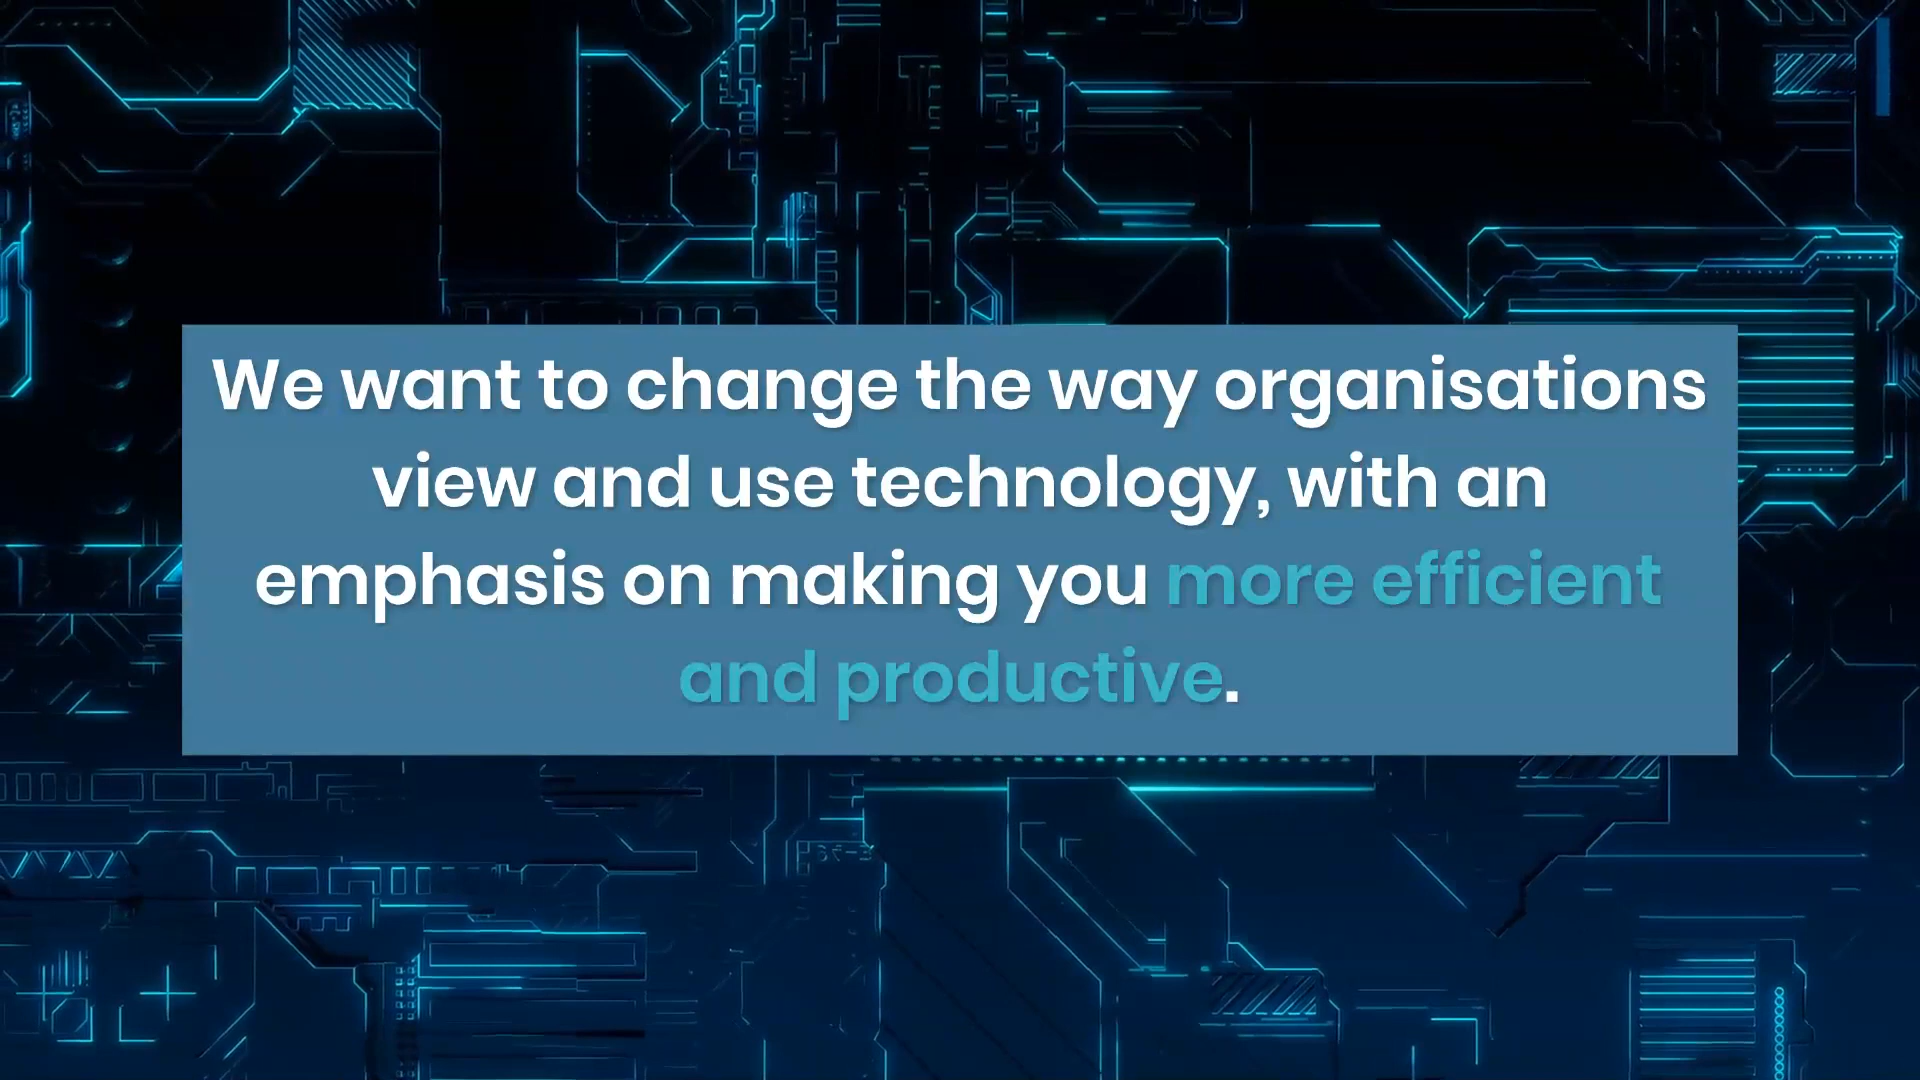 We want to change the way organisations
view and use technology, with an
emphasis on making you more efficient
and productive.